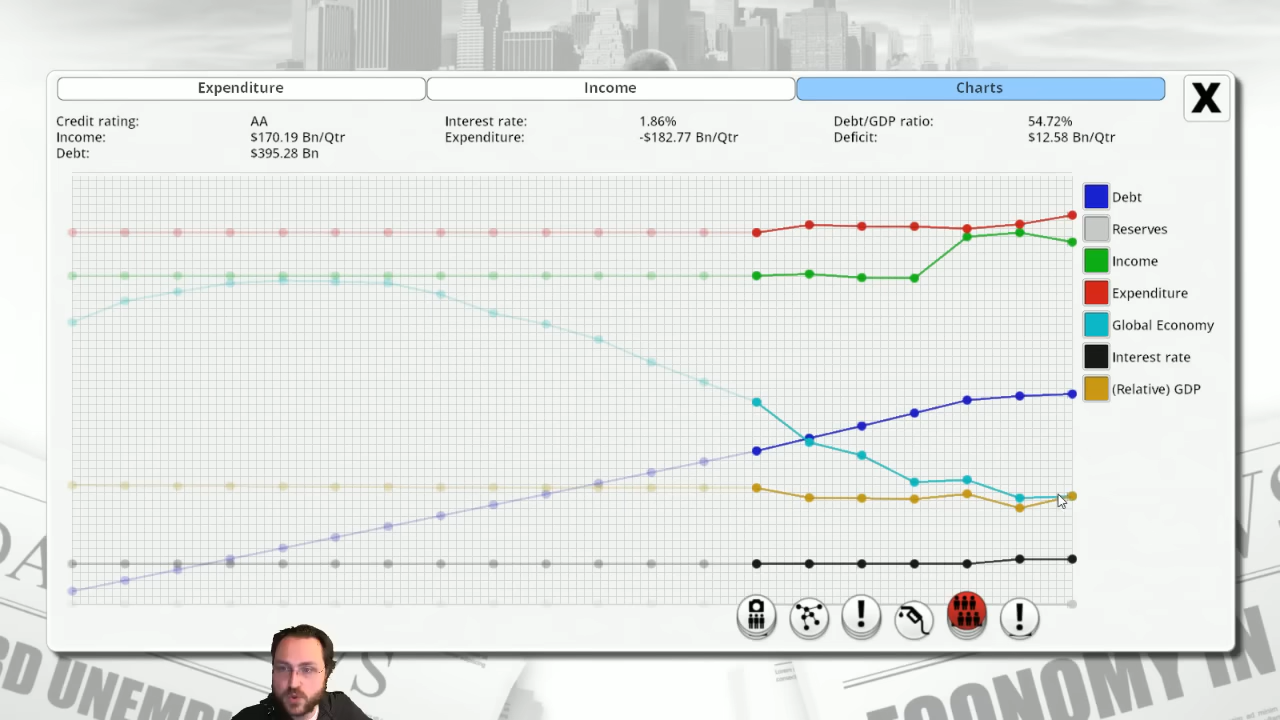 Expenditure Income Charts
X
Credit rating: AA Interest rate: 1.86% Debt/GDP ratio: 54.72%
Income: $170.19 Bn/Qtr Expenditure: -$182.77 Bn/Qtr Deficit: $12.58 Bn/Qtr
Debt: $395.28 Bn
Debt
Reserves
Income
Expenditure
Global Economy
Interest rate
(Relative) GDP
! !
ECONOMY IN